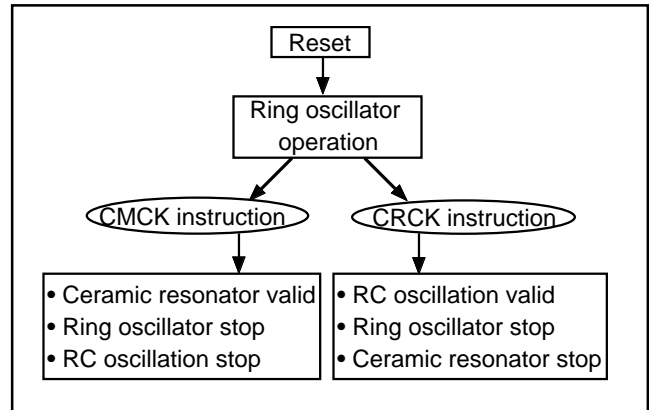 Reset
Ring oscillator
operation
CMCK instruction
CRCK instruction
• Ceramic resonator valid
• Ring oscillator stop
• RC oscillation stop
• RC oscillation valid
• Ring oscillator stop
• Ceramic resonator stop